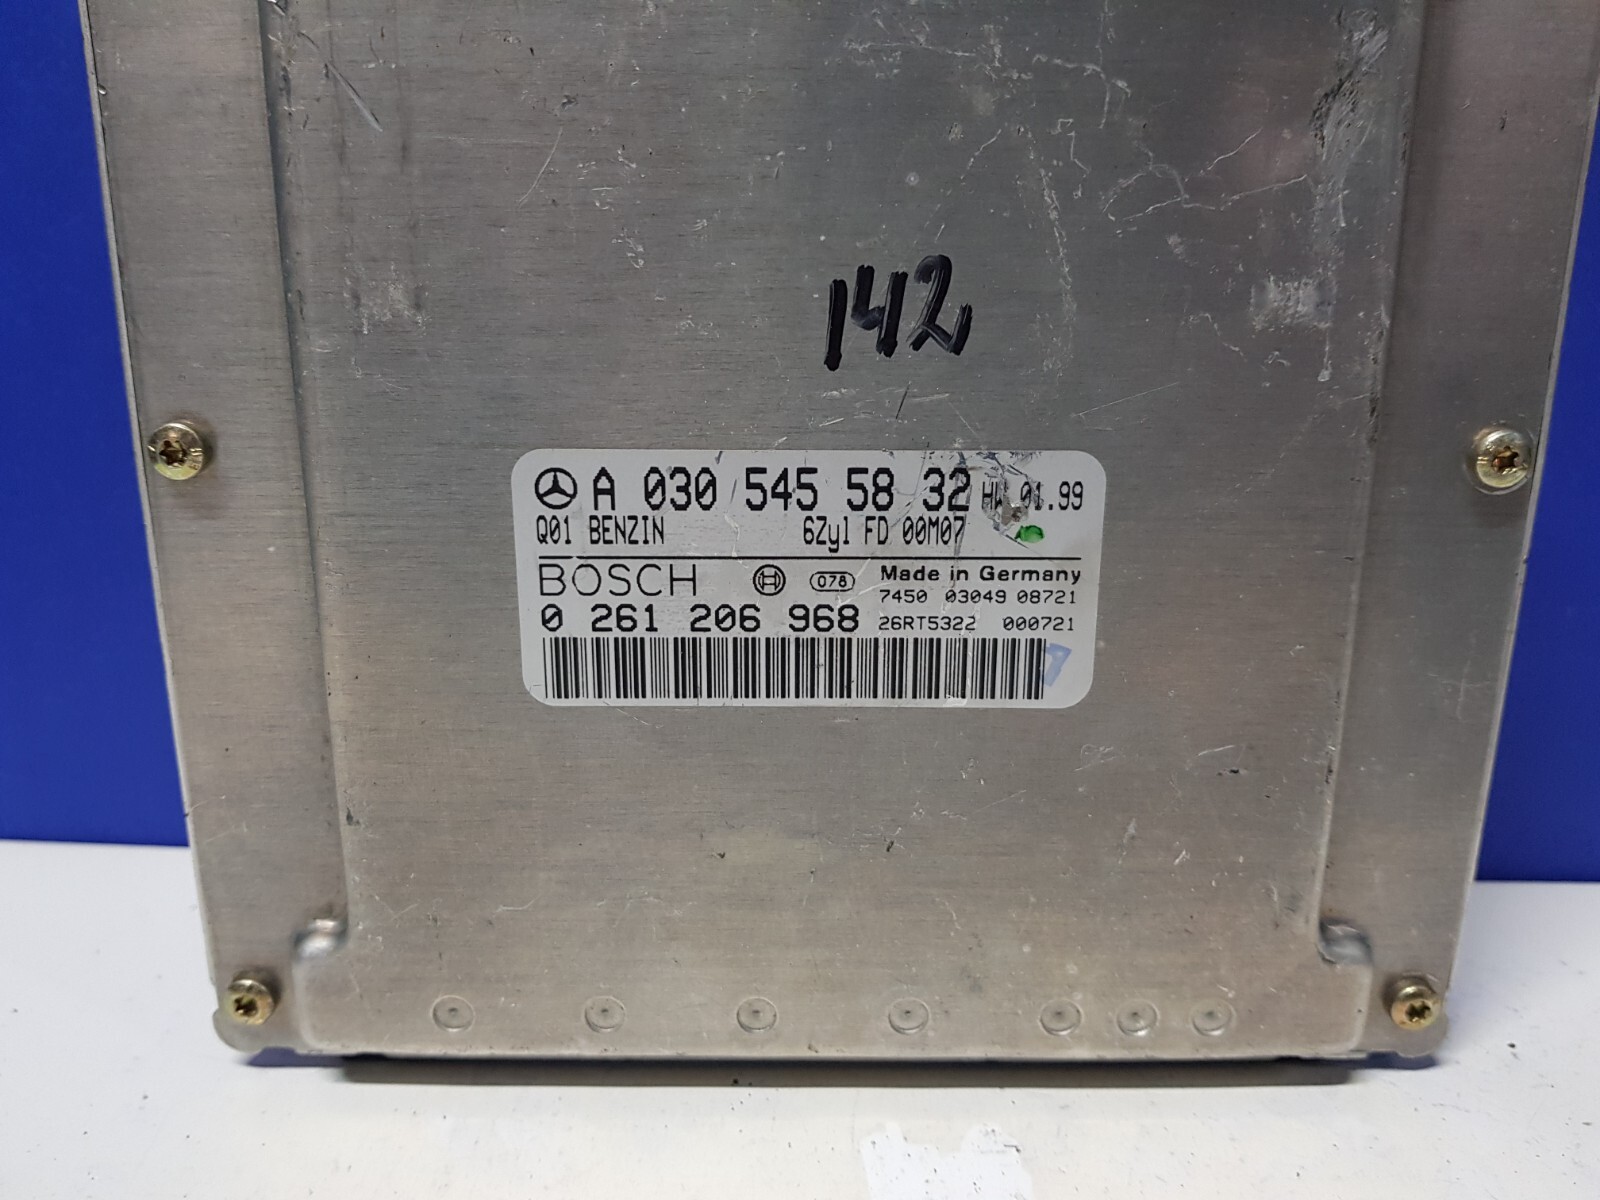 142
A 030 545 58 32 HW 01.99
Q01 BENZIN 6Zyl FD 00M07
BOSCH 078 Made in Germany
7450 03049 08721
0 261 206 968 26RT5322 000721